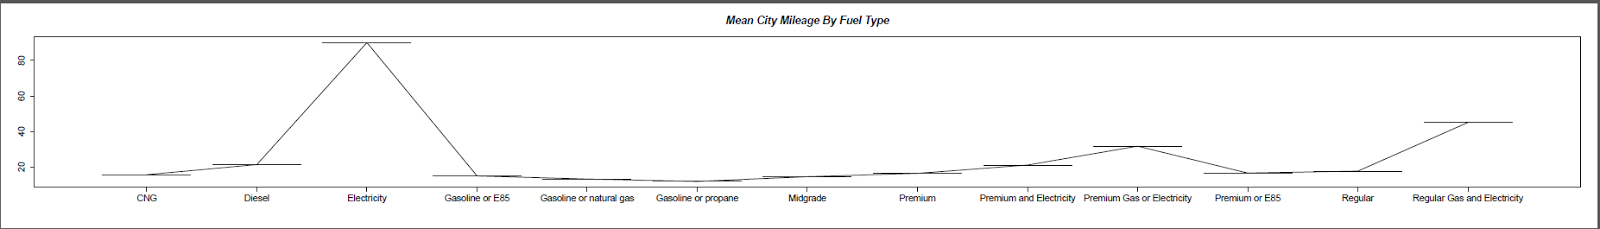 Mean City Mileage By Fuel Type
80
60
40
20
CNG Diesel Electricity Gasoline or E85 Gasoline or natural gas Gasoline or propane Midgrade Premium Premium and Electricity Premium Gas or Electricity Premium or E85 Regular Regular Gas and Electricity